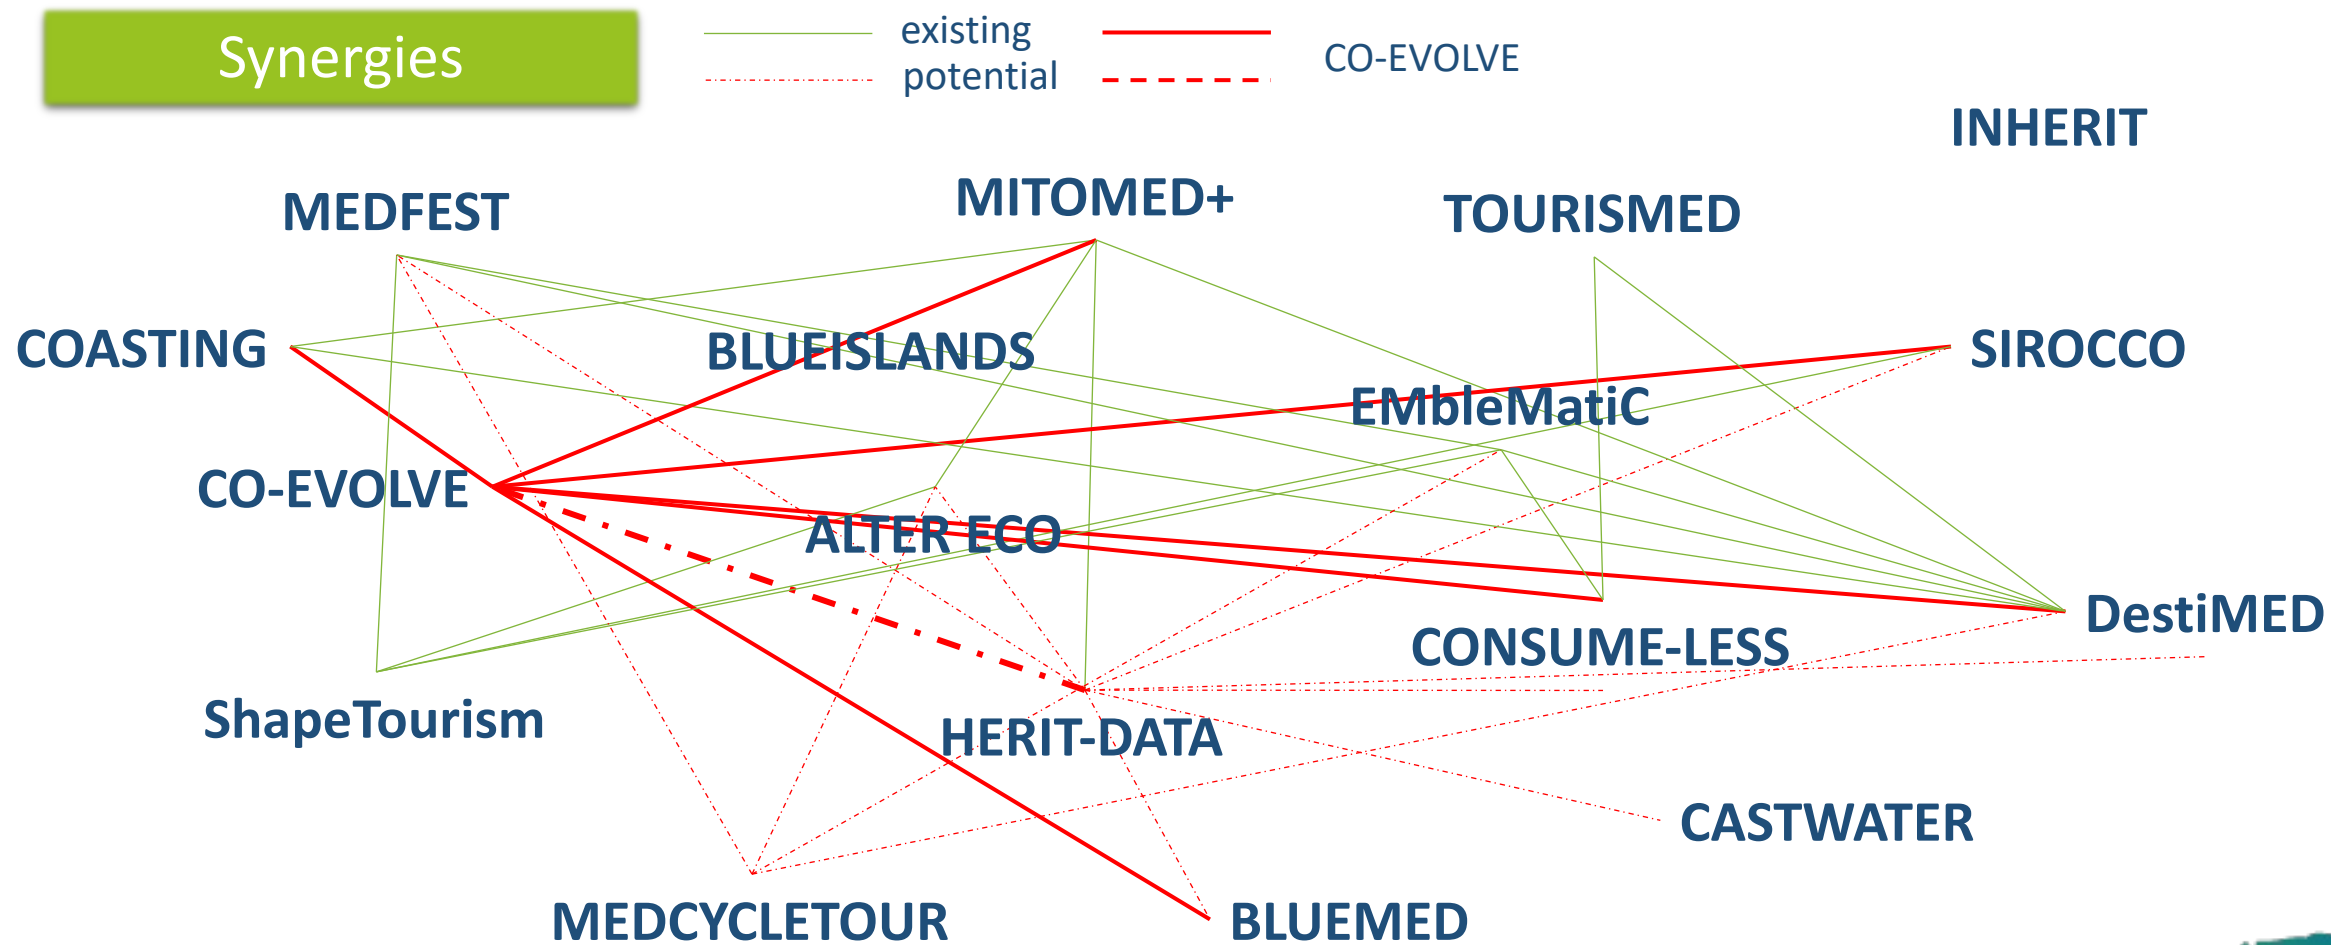 Synergies
existing
potential
CO-EVOLVE
INHERIT
MEDFEST
MITOMED+
TOURISMED
COASTING
BLUEISLANDS
SIROCCO
EMbleMatiC
CO-EVOLVE
ALTER ECO
DestiMED
CONSUME-LESS
ShapeTourism
HERIT-DATA
CASTWATER
MEDCYCLETOUR
BLUEMED